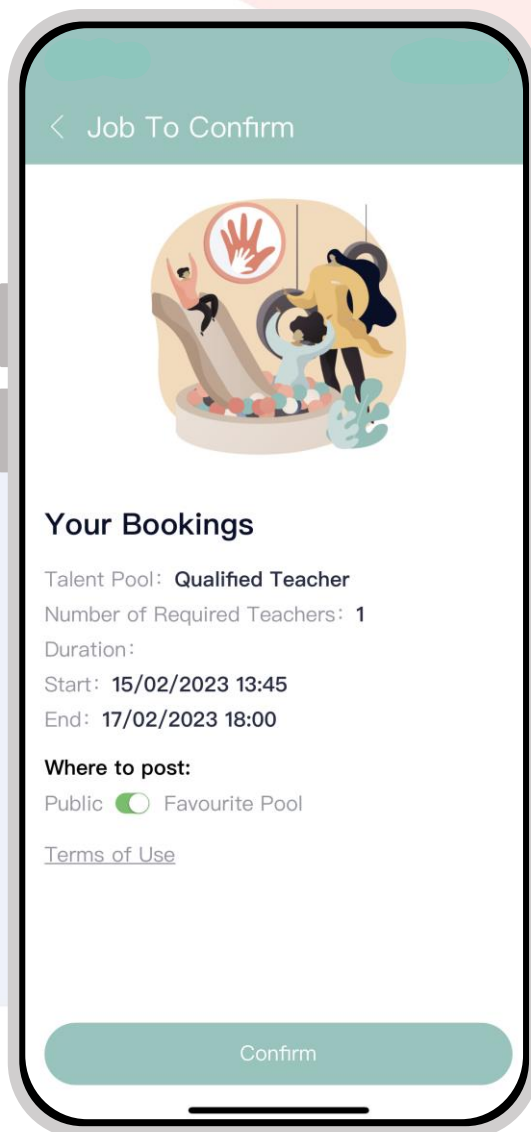 Job To Confirm
Your Bookings
Talent Pool: Qualified Teacher
Number of Required Teachers: 1
Duration:
Start: 15/02/2023 13:45
End: 17/02/2023 18:00
Where to post:
Public Favourite Pool
Terms of Use
Confirm